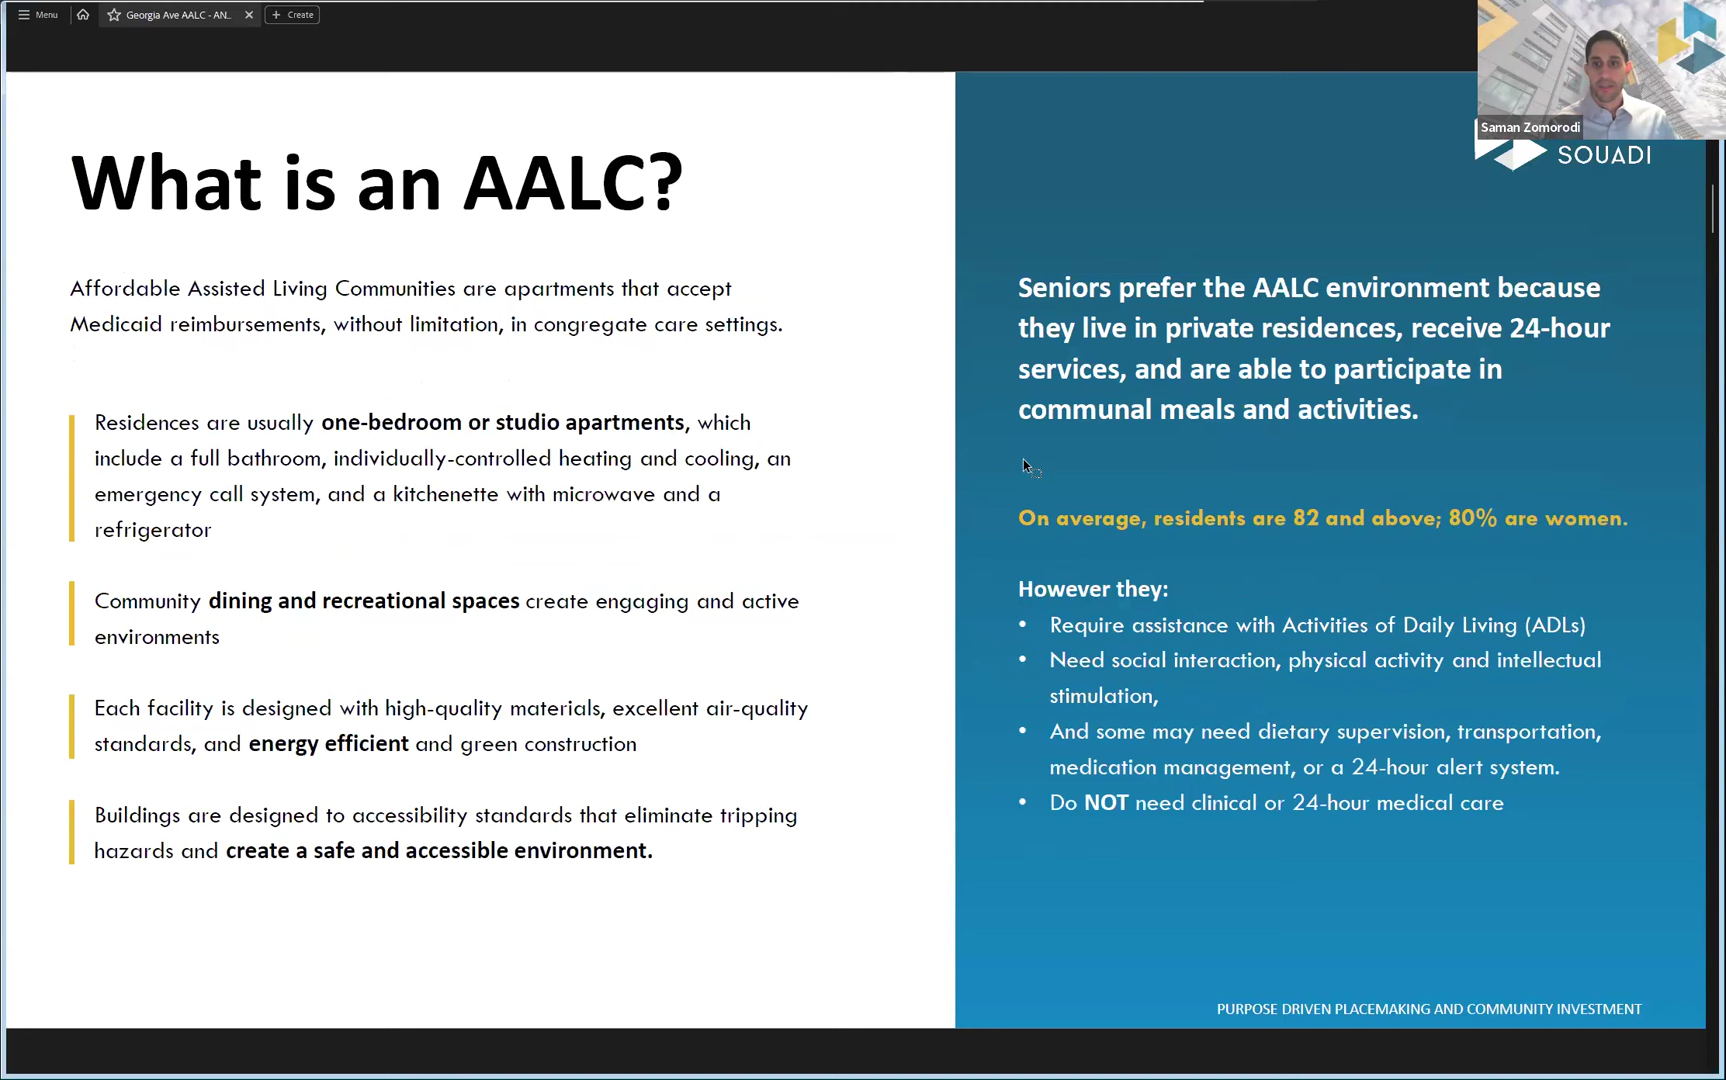 Menu
Georgia Ave AALC - AN...
Create
Saman Zomorodi
SOUADI
What is an AALC?
Affordable Assisted Living Communities are apartments that accept
Medicaid reimbursements, without limitation, in congregate care settings.
Residences are usually one-bedroom or studio apartments, which
include a full bathroom, individually-controlled heating and cooling, an
emergency call system, and a kitchenette with microwave and a
refrigerator
Community dining and recreational spaces create engaging and active
environments
Each facility is designed with high-quality materials, excellent air-quality
standards, and energy efficient and green construction
Buildings are designed to accessibility standards that eliminate tripping
hazards and create a safe and accessible environment.
Seniors prefer the AALC environment because
they live in private residences, receive 24-hour
services, and are able to participate in
communal meals and activities.
On average, residents are 82 and above; 80% are women.
However they:
• Require assistance with Activities of Daily Living (ADLs)
• Need social interaction, physical activity and intellectual
stimulation,
• And some may need dietary supervision, transportation,
medication management, or a 24-hour alert system.
• Do NOT need clinical or 24-hour medical care
PURPOSE DRIVEN PLACEMAKING AND COMMUNITY INVESTMENT